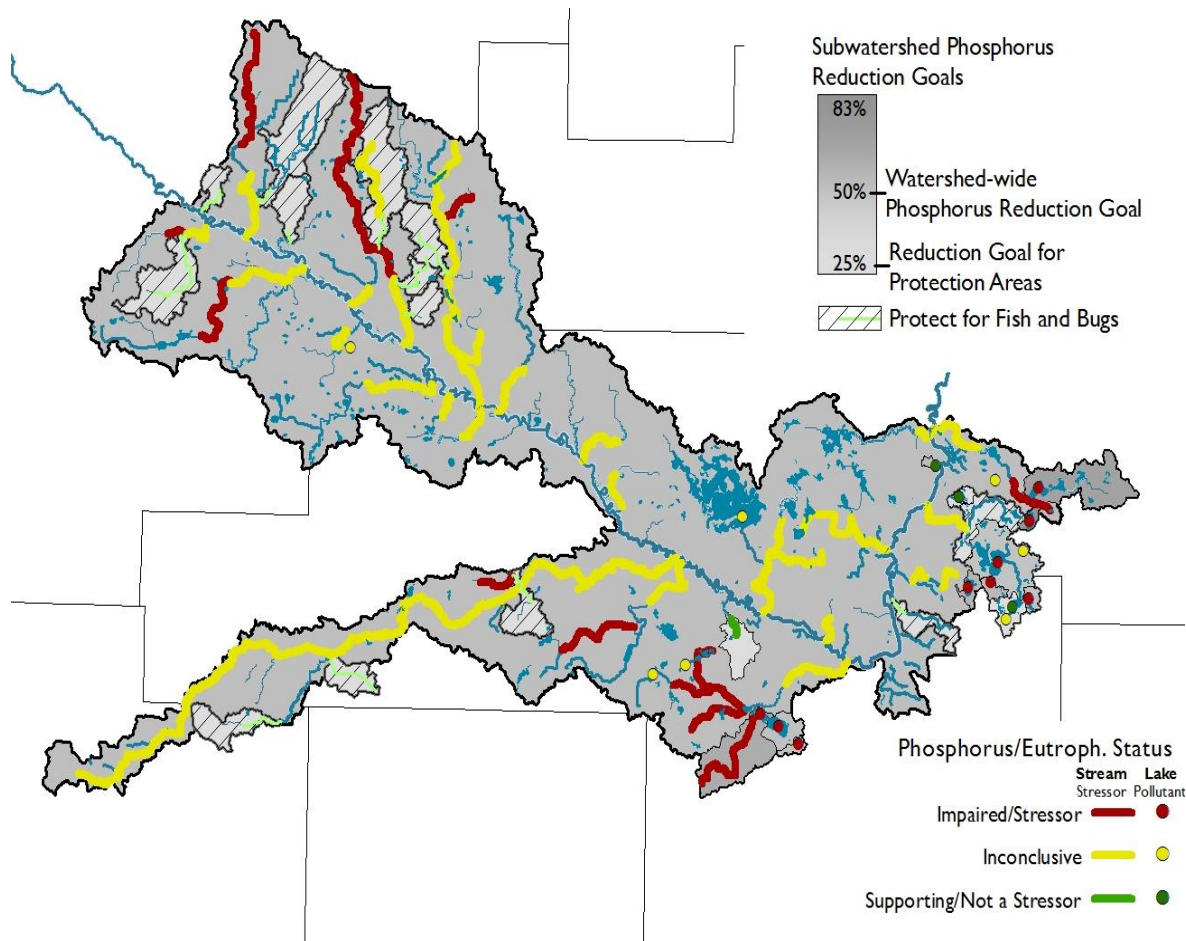 Subwatershed Phosphorus
Reduction Goals
83%
50%
Watershed-wide
Phosphorus Reduction Goal
25%
Reduction Goal for
Protection Areas
Protect for Fish and Bugs
Phosphorus/Eutroph. Status
Stream Lake
Stressor Pollutant
Impaired/Stressor
Inconclusive
Supporting/Not a Stressor